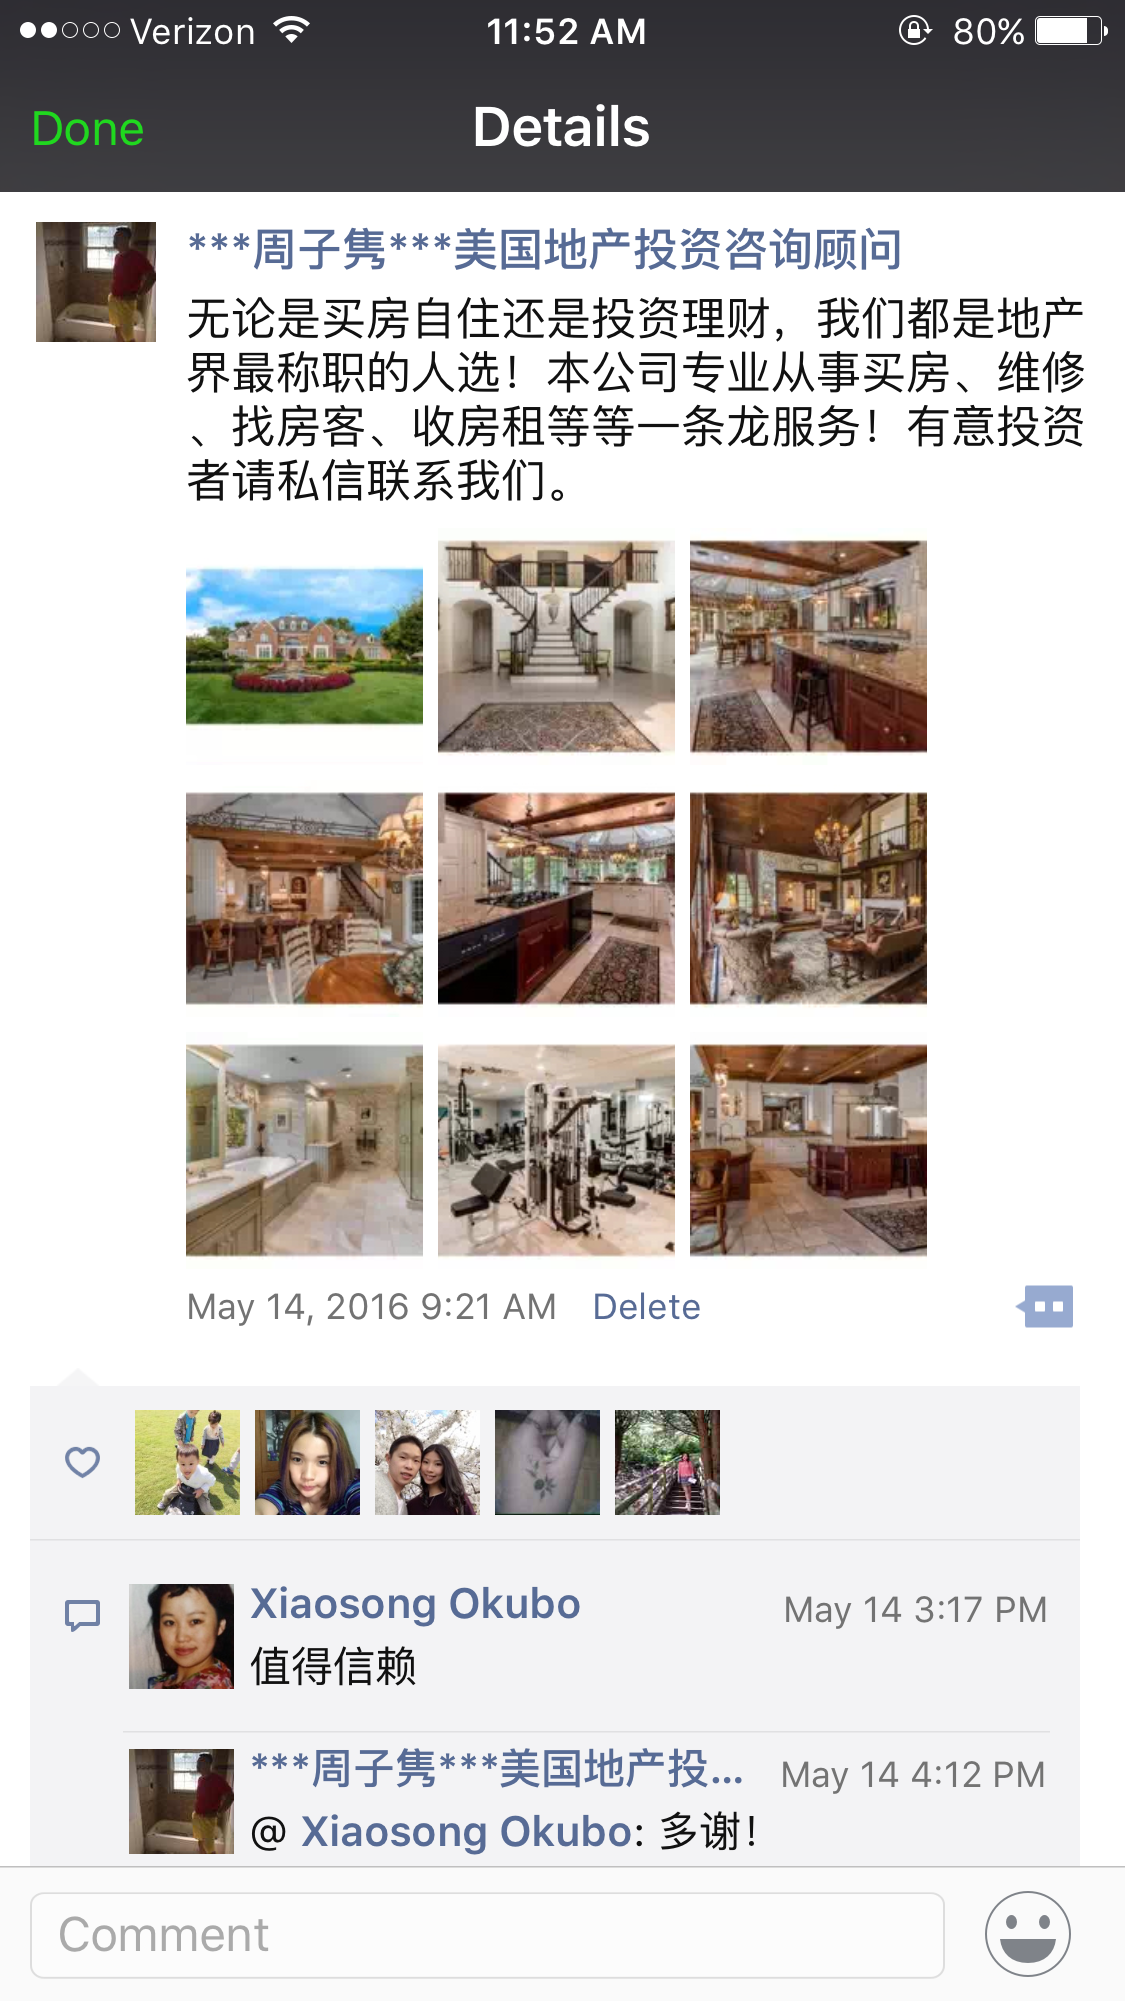 Verizon 11:52 AM 80%
Done Details
***周子隽***美国地产投资咨询顾问
无论是买房自住还是投资理财，我们都是地产
界最称职的人选！本公司专业从事买房、维修
、找房客、收房租等等一条龙服务！有意投资
者请私信联系我们。
May 14, 2016 9:21 AM Delete
Xiaosong Okubo May 14 3:17 PM
值得信赖
***周子隽***美国地产投... May 14 4:12 PM
@ Xiaosong Okubo: 多谢！
Comment